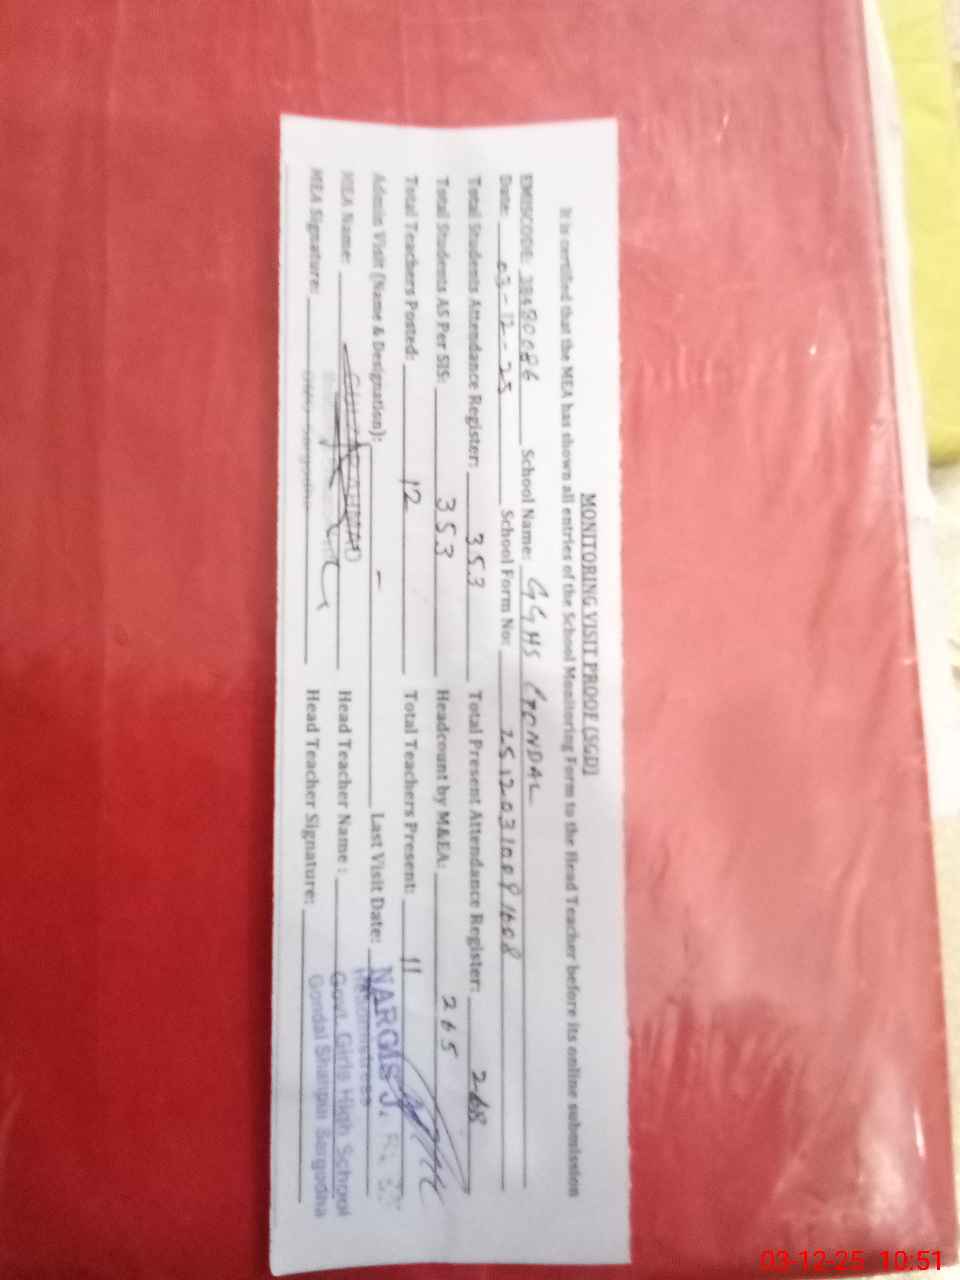 MONITORING VISIT PROOF (SGD)
It is certified that the MEA has shown all entries of the School Monitoring Form to the Head Teacher before its online submission
EMISCODE: 38480086 School Name: GGHS GONDAL
Date: 03-12-25 School Form No:
Total Students Attendance Register: 353 Total Present Attendance Register: 268
Total Students AS Per SIS: 353 Headcount by M&EA: 265
Total Teachers Posted: 12 Total Teachers Present: 11
Admin Visit (Name & Designation): - Last Visit Date:
MEA Name: Head Teacher Name :
MEA Signature: Head Teacher Signature:
NARGIS
Headmistress
Govt. Girls High School
Gondal Shahpur Sargodha
03-12-25 10:51